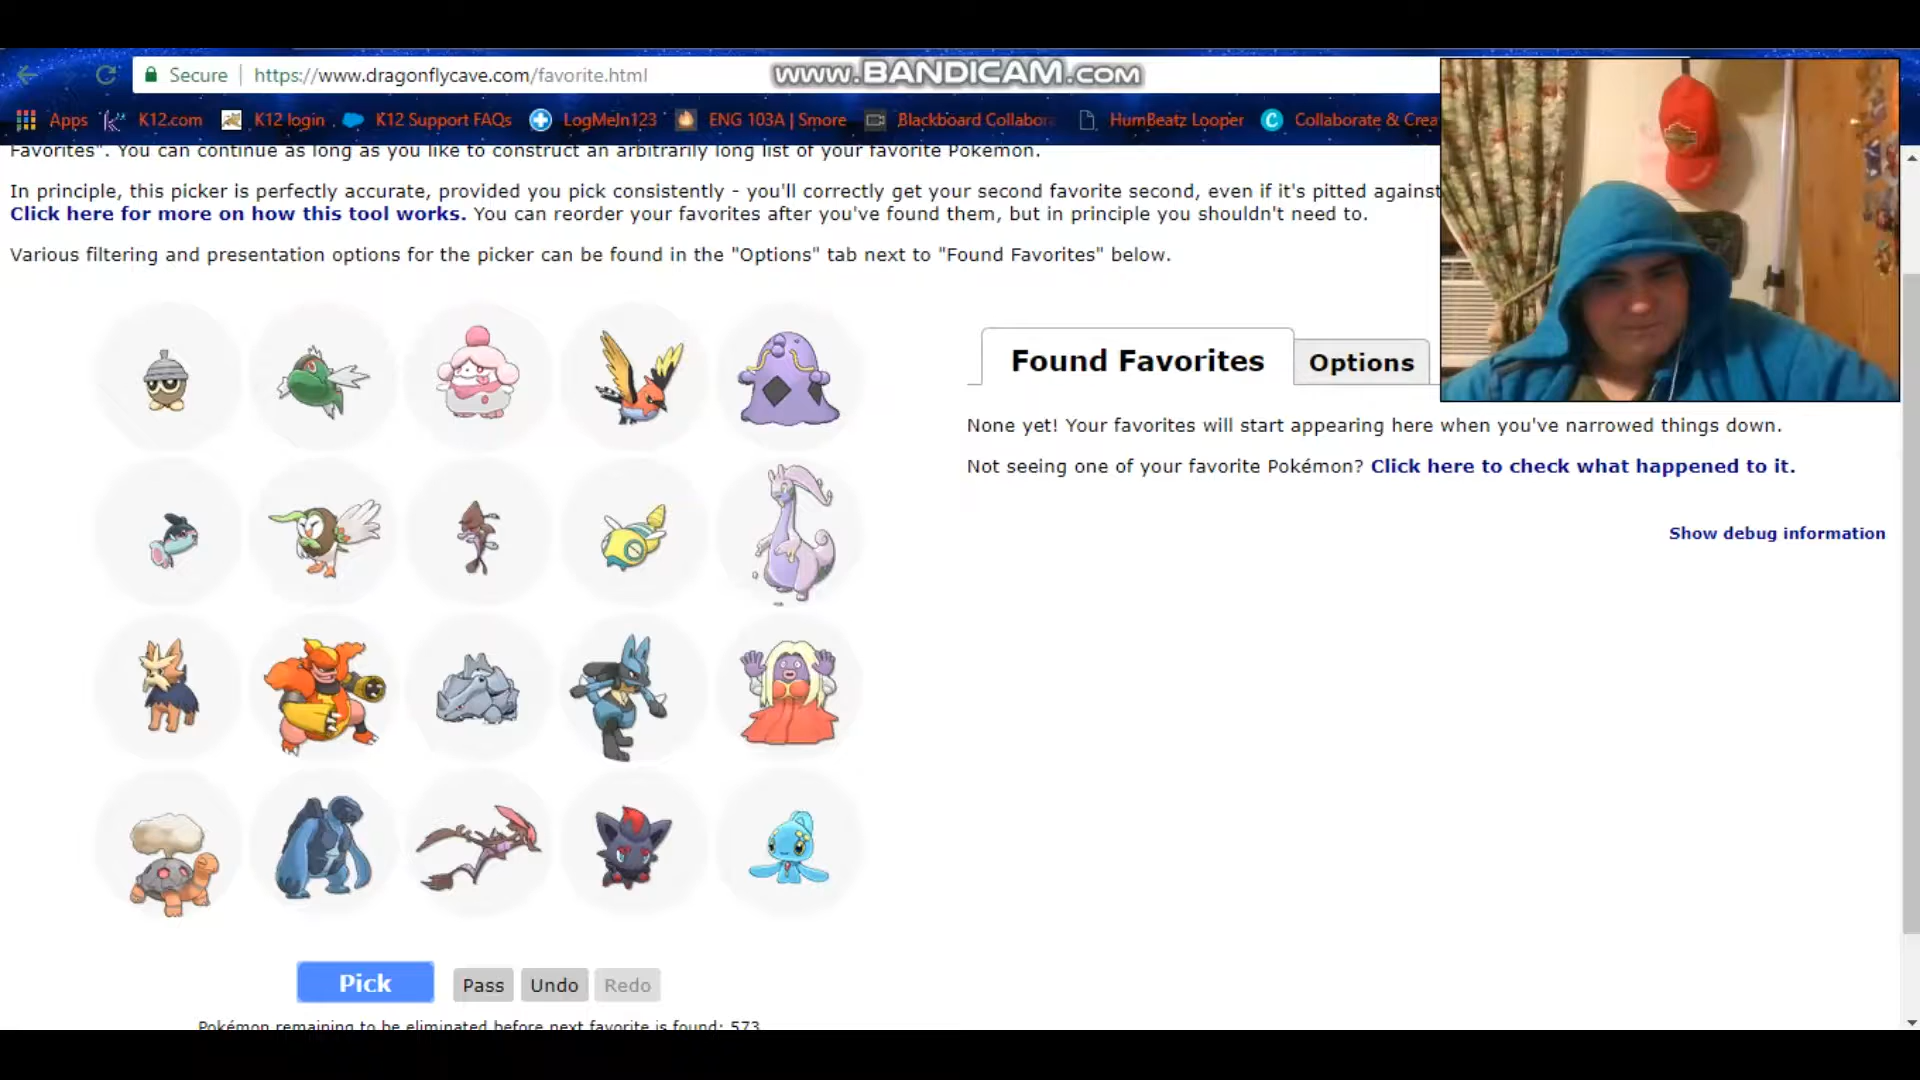 www.BANDICAM.com
Secure https://www.dragonflycave.com/favorite.html
Apps K12.com K12 login K12 Support FAQs LogMeIn123 ENG 103A | Smore Blackboard Collabor HumBeatz Looper Collaborate & Crea
Favorites". You can continue as long as you like to construct an arbitrarily long list of your favorite Pokémon.
In principle, this picker is perfectly accurate, provided you pick consistently - you'll correctly get your second favorite second, even if it's pitted against
Click here for more on how this tool works. You can reorder your favorites after you've found them, but in principle you shouldn't need to.
Various filtering and presentation options for the picker can be found in the "Options" tab next to "Found Favorites" below.
Found Favorites Options
None yet! Your favorites will start appearing here when you've narrowed things down.
Not seeing one of your favorite Pokémon? Click here to check what happened to it.
Show debug information
Pick Pass Undo Redo
Pokémon remaining to be eliminated before next favorite is found: 573